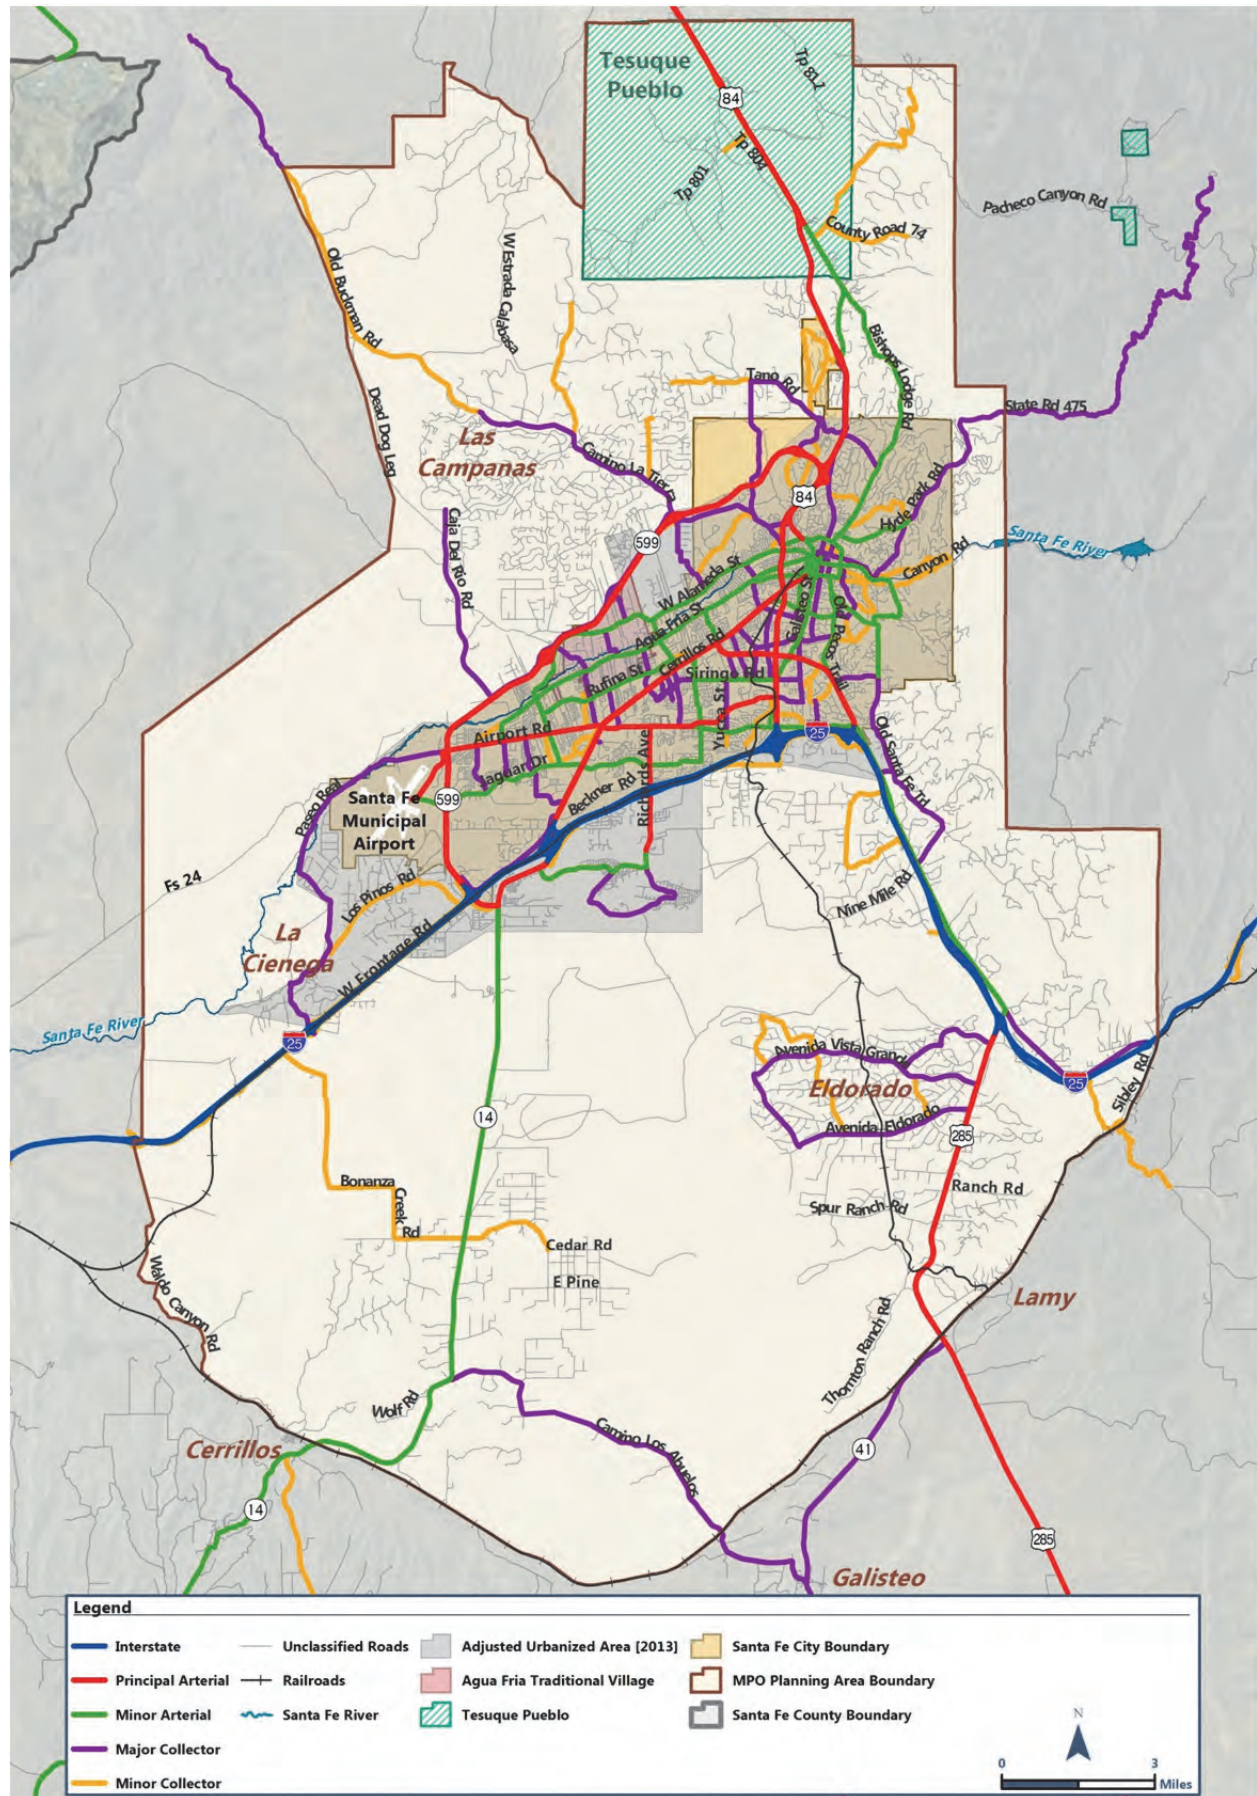 Tesuque
Pueblo
Tp 812
84
Tp 804
Tp 801
Pacheco Canyon Rd
County Road 74
W Estrada Calabasa
Old Buckman Rd
Bishops Lodge Rd
Tano Rd
Dead Dog Leg
State Rd 475
Las
Campanas
Camino La Tierra
84
Hyde Park Rd
Caja Del Rio Rd
599
Santa Fe River
Canyon Rd
W Alameda St
Agua Fria St
Galisteo St
Old Pecos Trail
Cerrillos Rd
Siringo Rd
Rufina St
Yucca St
Airport Rd
25
Richards Ave
Old Santa Fe Td
Jaguar Dr
Beckner Rd
Paseo Real
Santa Fe
Municipal
Airport
599
Fs 24
Los Pinos Rd
Nine Mile Rd
La
Cienega
W Frontage Rd
Santa Fe River
25
Avenida Vista Grand
Eldorado
25
Sibley Rd
14
Avenida Eldorado
285
Bonanza
Creek
Rd
Ranch Rd
Spur Ranch Rd
Cedar Rd
E Pine
Waldo Canyon Rd
Lamy
Thornton Ranch Rd
Wolf Rd
Camino Los Abuelos
Cerrillos
41
14
285
Galisteo
Legend
Interstate
Unclassified Roads
Adjusted Urbanized Area [2013]
Santa Fe City Boundary
Principal Arterial
Railroads
Agua Fria Traditional Village
MPO Planning Area Boundary
Minor Arterial
Santa Fe River
Tesuque Pueblo
Santa Fe County Boundary
Major Collector
Minor Collector
N
0 3
Miles